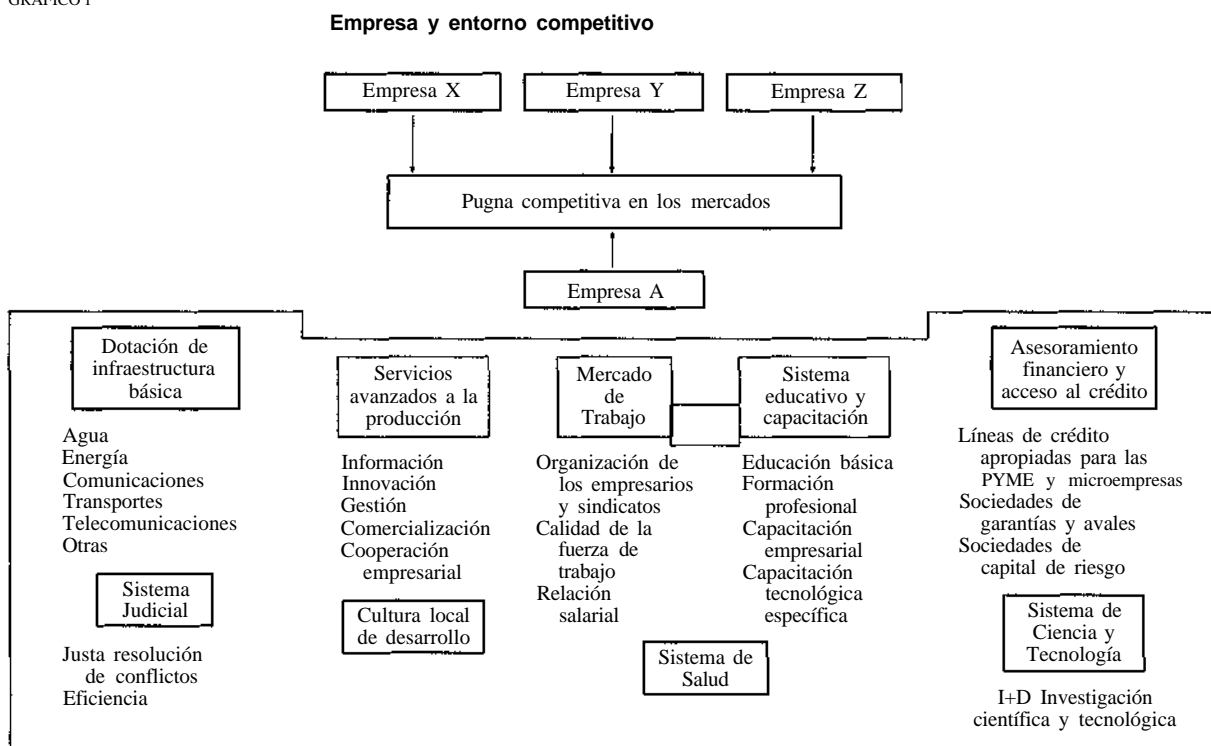 GRAFICO 1
Empresa y entorno competitivo
Empresa X
Empresa Y
Empresa Z
Pugna competitiva en los mercados
Empresa A
Dotación de
infraestructura
básica
Agua
Energía
Comunicaciones
Transportes
Telecomunicaciones
Otras
Sistema
Judicial
Justa resolución
de conflictos
Eficiencia
Servicios
avanzados a la
producción
Información
Innovación
Gestión
Comercialización
Cooperación
empresarial
Cultura local
de desarrollo
Mercado
de
Trabajo
Organización de
los empresarios
y sindicatos
Calidad de la
fuerza de
trabajo
Relación
salarial
Sistema
educativo y
capacitación
Educación básica
Formación
profesional
Capacitación
empresarial
Capacitación
tecnológica
específica
Sistema de
Salud
Asesoramiento
financiero y
acceso al crédito
Líneas de crédito
apropiadas para las
PYME y microempresas
Sociedades de
garantías y avales
Sociedades de
capital de riesgo
Sistema de
Ciencia y
Tecnología
I+D Investigación
científica y tecnológica